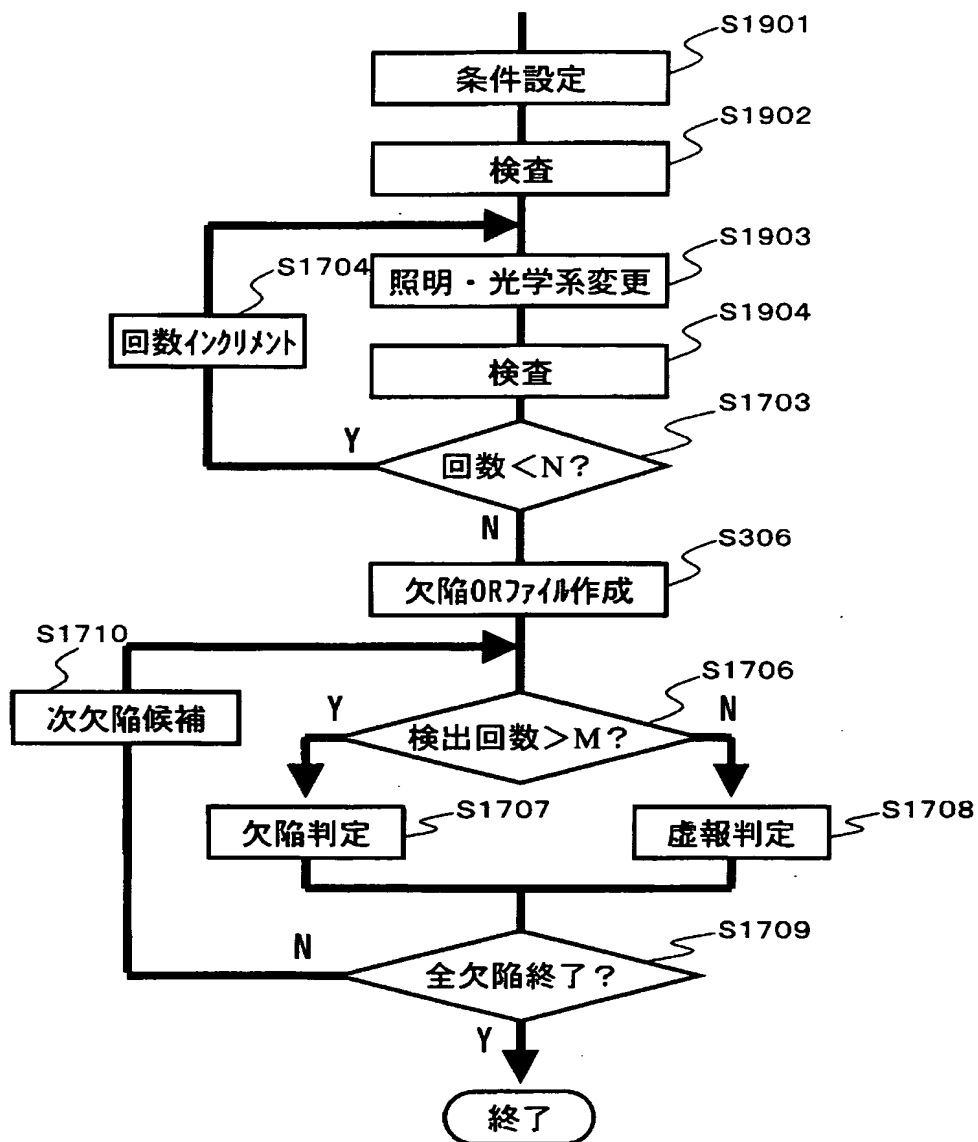 S1901
条件設定
S1902
検査
S1903
照明・光学系変更
S1704
回数インクリメント
S1904
検査
S1703
Y
回数<N?
N
S306
欠陥ORファイル作成
S1710
次欠陥候補
S1706
Y
検出回数>M?
N
S1707
欠陥判定
S1708
虚報判定
S1709
N
全欠陥終了?
Y
終了